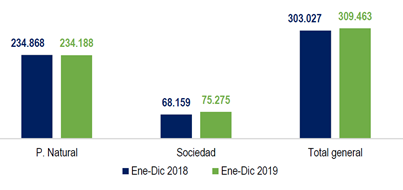 303.027 309.463
234.868 234.188
68.159 75.275
P. Natural Sociedad Total general
Ene-Dic 2018 Ene-Dic 2019